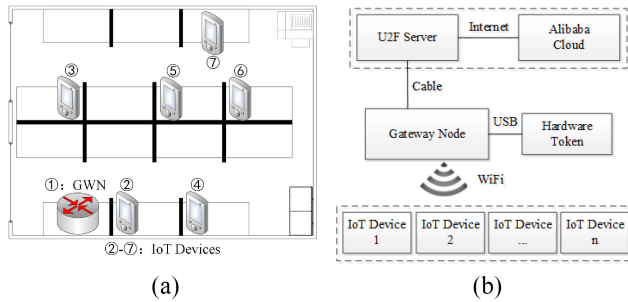 ⑦
③
⑤
⑥
①: GWN
②
④
②-⑦: IoT Devices
(a)
U2F Server
Internet
Alibaba
Cloud
Cable
Gateway Node
USB
Hardware
Token
WiFi
IoT Device
1
IoT Device
2
IoT Device
...
IoT Device
n
(b)